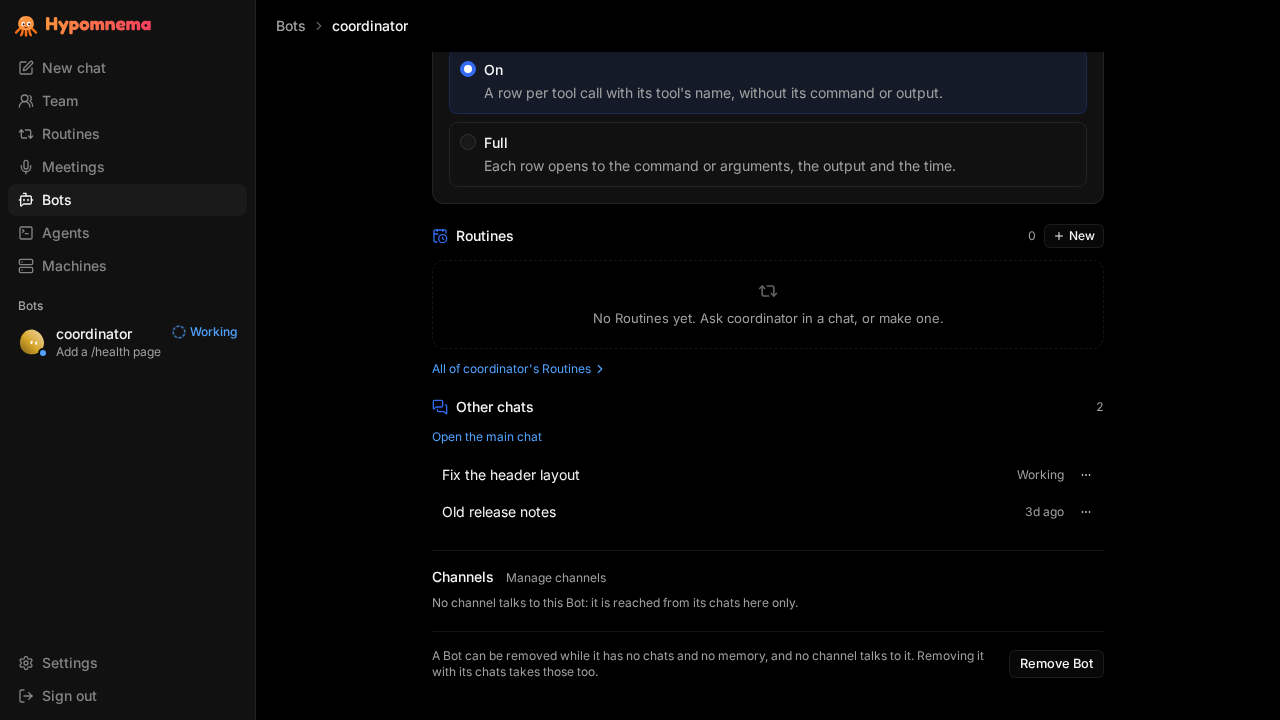 Hypomnema
New chat
Team
Routines
Meetings
Bots
Agents
Machines
Bots
coordinator
Working
Add a /health page
Settings
Sign out
Bots > coordinator
On
A row per tool call with its tool's name, without its command or output.
Full
Each row opens to the command or arguments, the output and the time.
Routines
0
+ New
No Routines yet. Ask coordinator in a chat, or make one.
All of coordinator's Routines >
Other chats
2
Open the main chat
Fix the header layout
Working
...
Old release notes
3d ago
...
Channels
Manage channels
No channel talks to this Bot: it is reached from its chats here only.
A Bot can be removed while it has no chats and no memory, and no channel talks to it. Removing it
with its chats takes those too.
Remove Bot